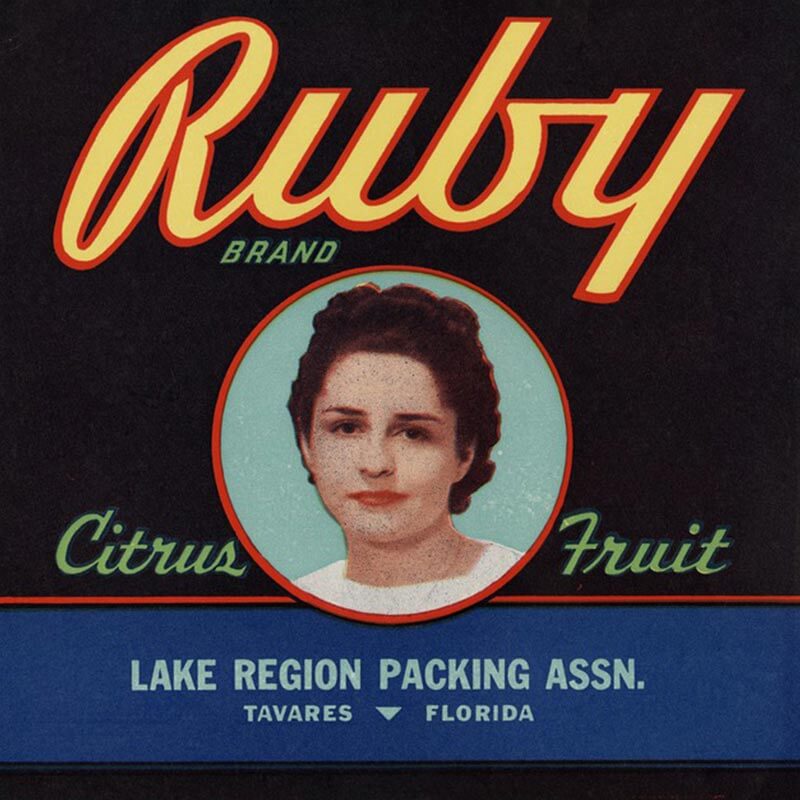 Ruby
BRAND
Citrus Fruit
LAKE REGION PACKING ASSN.
TAVARES FLORIDA